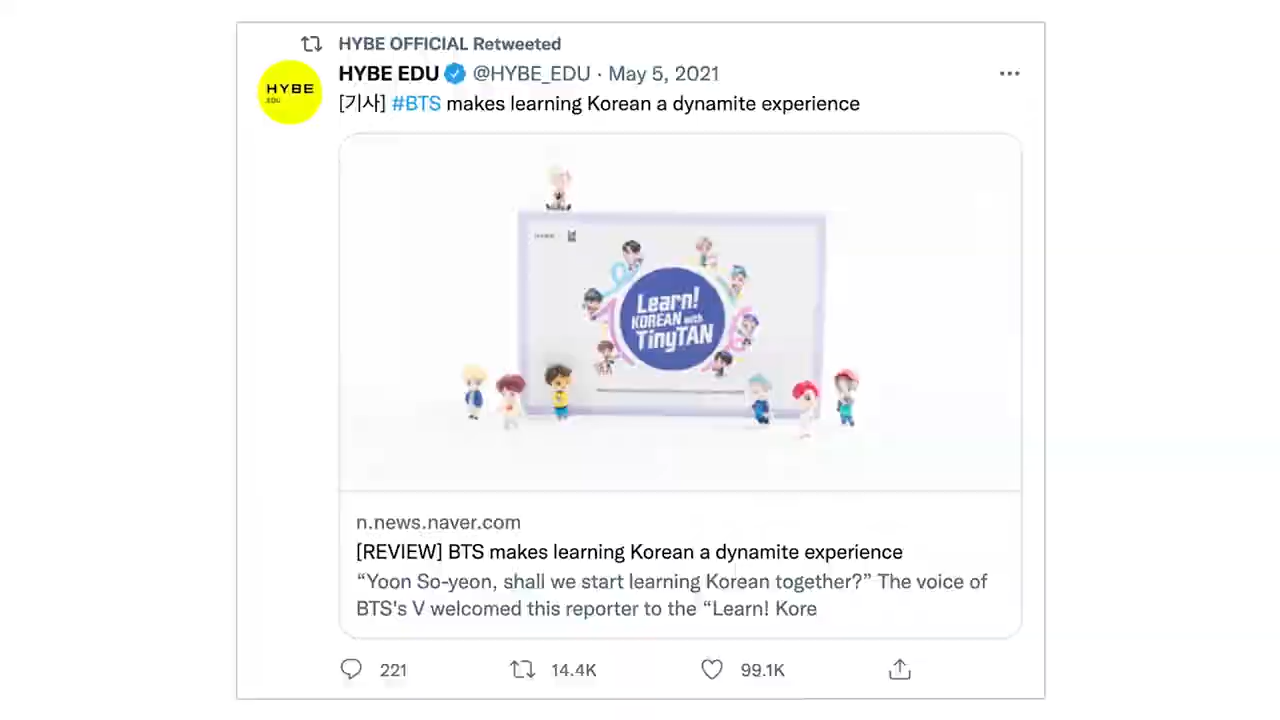 HYBE OFFICIAL Retweeted
HYBE EDU @HYBE_EDU · May 5, 2021
HYBE
EDU
[기사] #BTS makes learning Korean a dynamite experience
Learn!
KOREAN with
TinyTAN
n.news.naver.com
[REVIEW] BTS makes learning Korean a dynamite experience
“Yoon So-yeon, shall we start learning Korean together?” The voice of
BTS's V welcomed this reporter to the “Learn! Kore
221 14.4K 99.1K